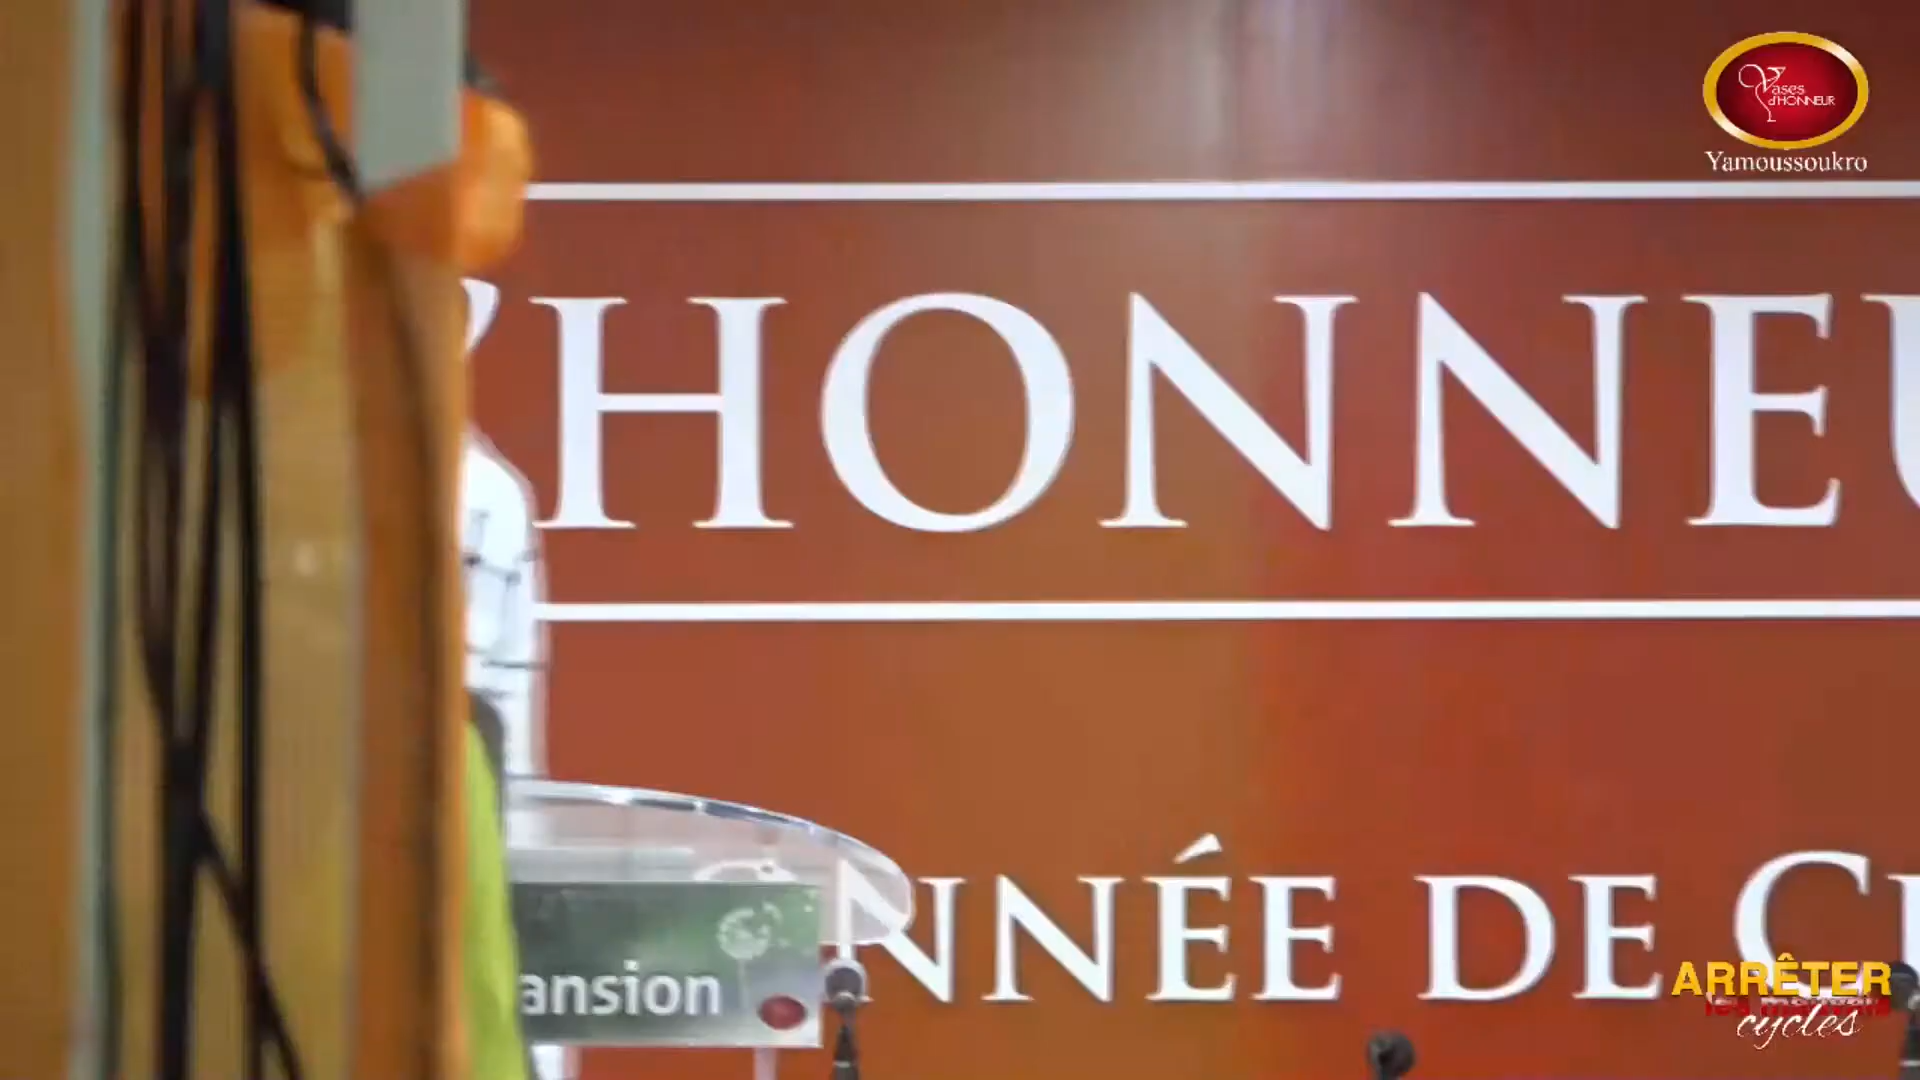 Vases
d'HONNEUR
Yamoussoukro
'HONNEU
NNÉE DE C
ansion
ARRÊTER
cycles